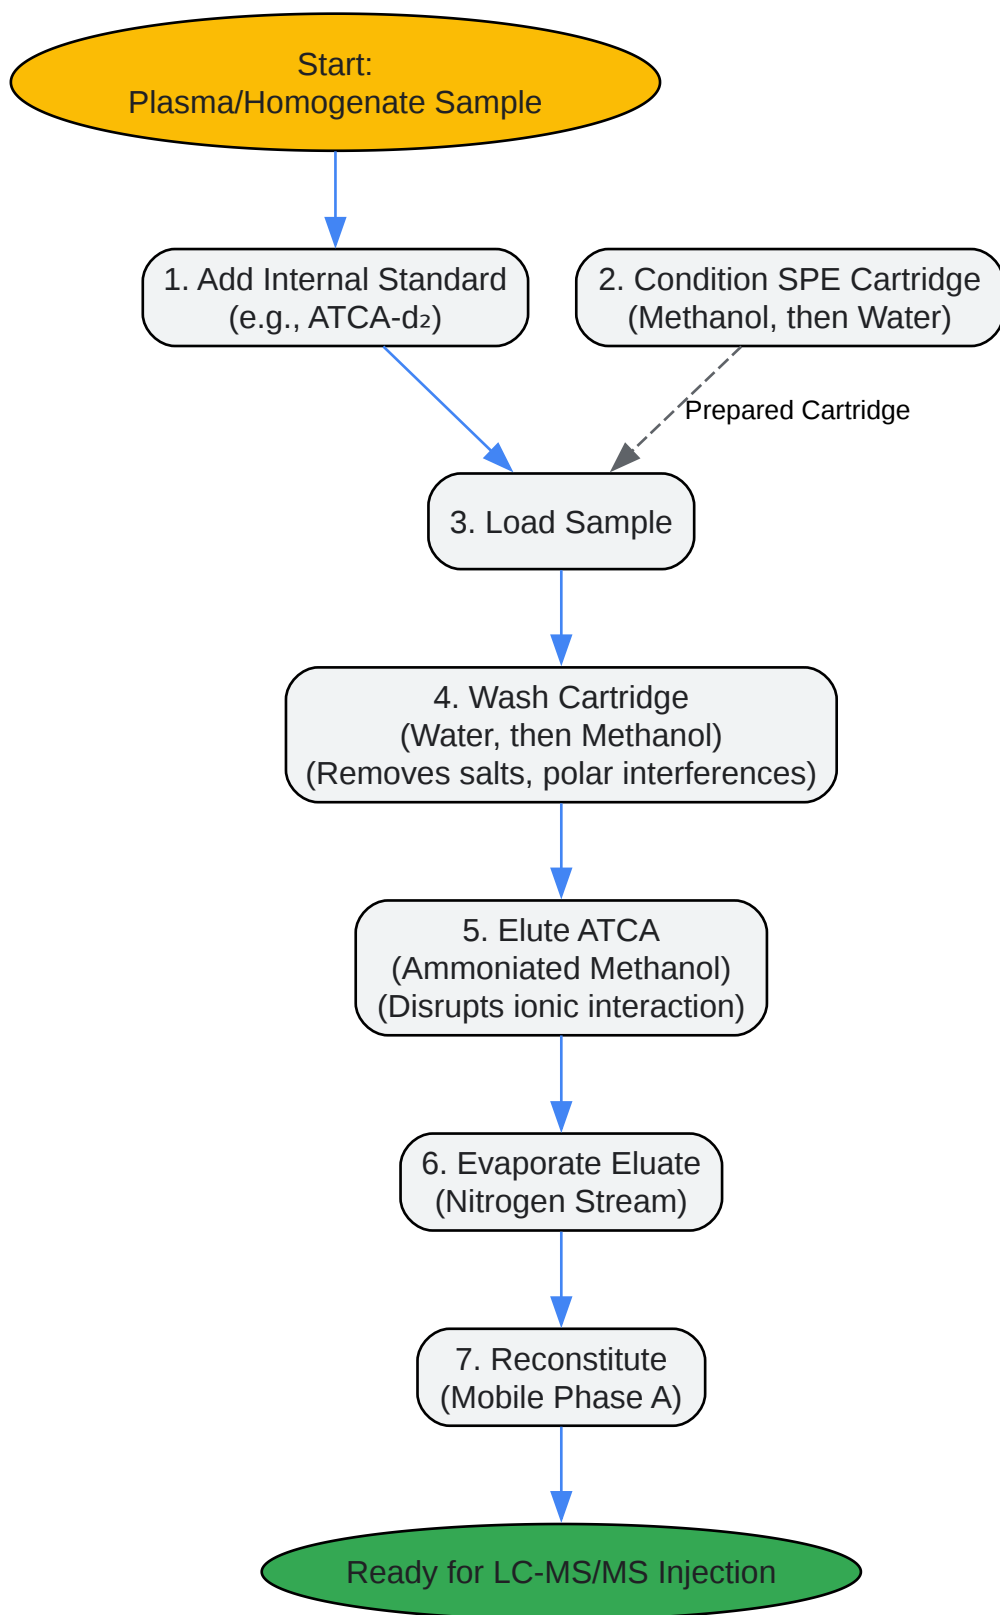 Start:
Plasma/Homogenate Sample
1. Add Internal Standard
(e.g., ATCA-d₂)
2. Condition SPE Cartridge
(Methanol, then Water)
Prepared Cartridge
3. Load Sample
4. Wash Cartridge
(Water, then Methanol)
(Removes salts, polar interferences)
5. Elute ATCA
(Ammoniated Methanol)
(Disrupts ionic interaction)
6. Evaporate Eluate
(Nitrogen Stream)
7. Reconstitute
(Mobile Phase A)
Ready for LC-MS/MS Injection